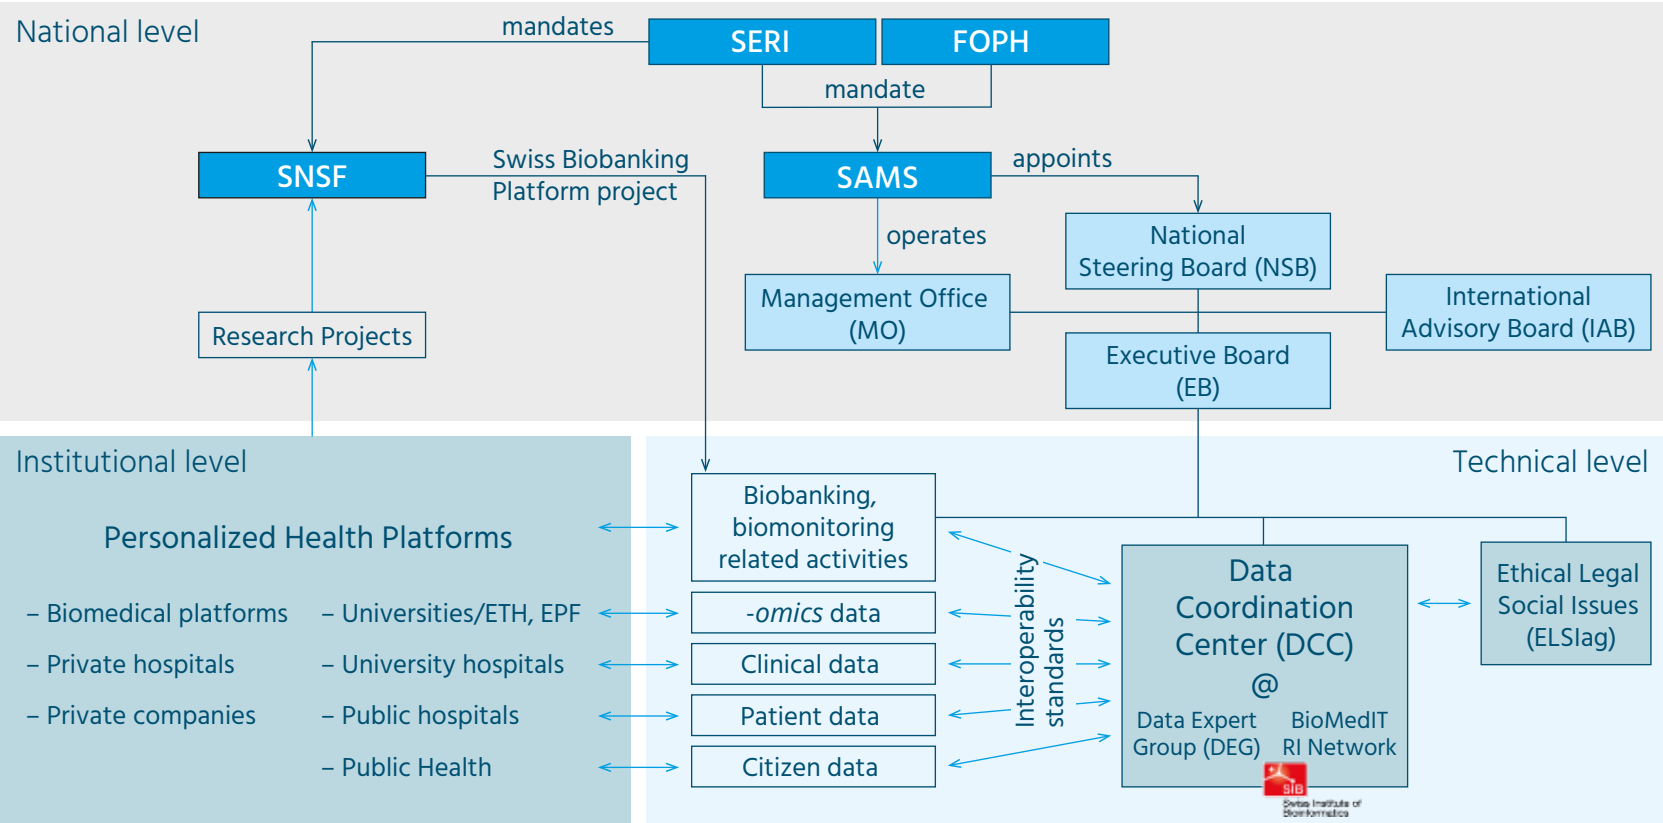 National level
mandates
SERI
FOPH
mandate
SNSF
Swiss Biobanking
Platform project
SAMS
appoints
operates
National
Steering Board (NSB)
Management Office
(MO)
International
Advisory Board (IAB)
Research Projects
Executive Board
(EB)
Institutional level
Technical level
Personalized Health Platforms
– Biomedical platforms
– Private hospitals
– Private companies
– Universities/ETH, EPF
– University hospitals
– Public hospitals
– Public Health
Biobanking,
biomonitoring
related activities
-omics data
Clinical data
Patient data
Citizen data
Interoperability
standards
Data
Coordination
Center (DCC)
@
Data Expert
Group (DEG)
BioMedIT
RI Network
SIB
Swiss Institute of
Bioinformatics
Ethical Legal
Social Issues
(ELSIag)